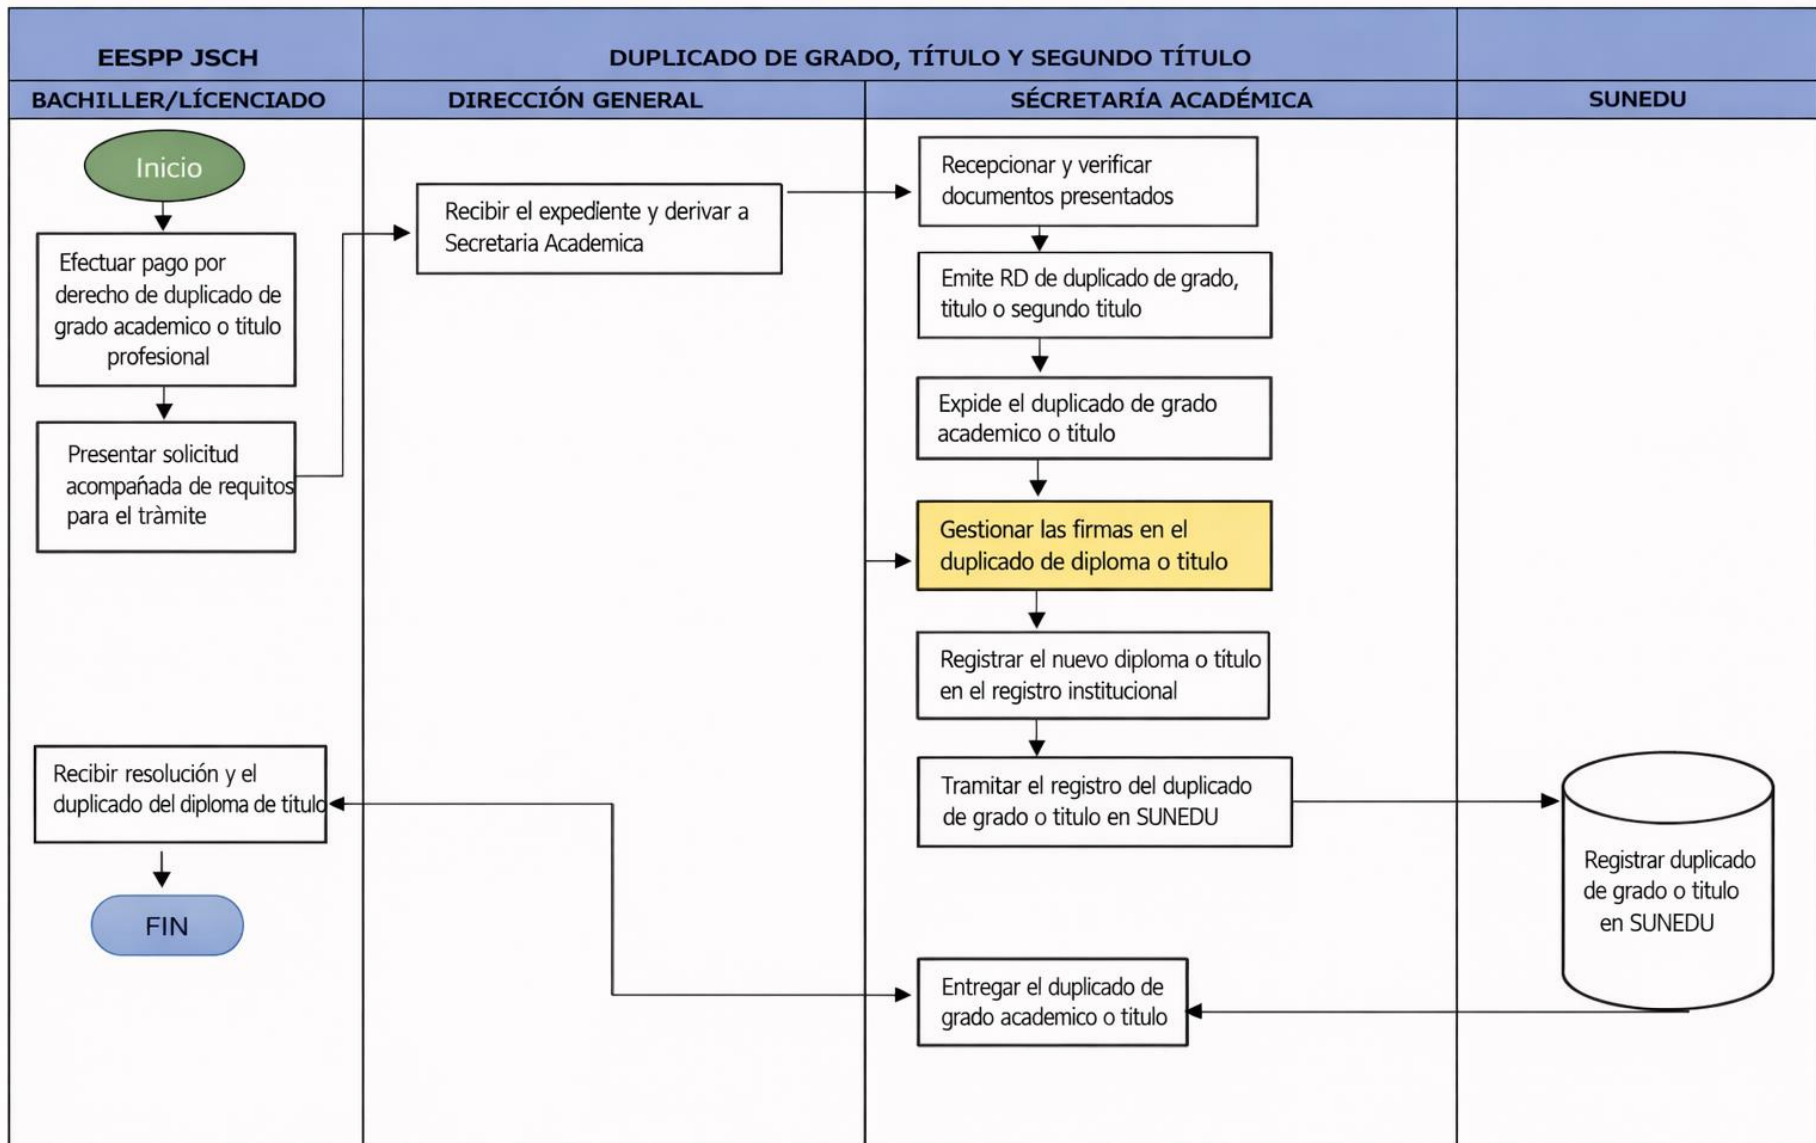 EESPP JSCH
DUPLICADO DE GRADO, TÍTULO Y SEGUNDO TÍTULO
BACHILLER/LÍCENCIADO
DIRECCIÓN GENERAL
SÉCRETARÍA ACADÉMICA
SUNEDU
Inicio
Efectuar pago por
derecho de duplicado de
grado academico o titulo
profesional
Presentar solicitud
acompañada de requitos
para el tràmite
Recibir el expediente y derivar a
Secretaria Academica
Recepcionar y verificar
documentos presentados
Emite RD de duplicado de grado,
titulo o segundo titulo
Expide el duplicado de grado
academico o titulo
Gestionar las firmas en el
duplicado de diploma o titulo
Registrar el nuevo diploma o título
en el registro institucional
Tramitar el registro del duplicado
de grado o titulo en SUNEDU
Registrar duplicado
de grado o titulo
en SUNEDU
Entregar el duplicado de
grado academico o titulo
Recibir resolución y el
duplicado del diploma de título
FIN